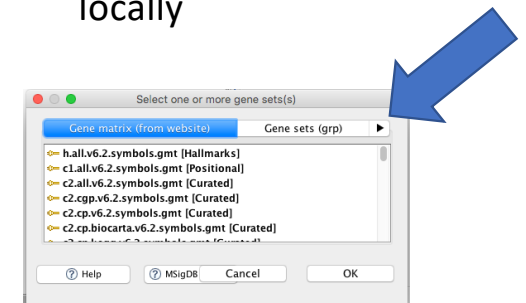 locally
Select one or more gene sets(s)
Gene matrix (from website) Gene sets (grp)
h.all.v6.2.symbols.gmt [Hallmarks]
c1.all.v6.2.symbols.gmt [Positional]
c2.all.v6.2.symbols.gmt [Curated]
c2.cgp.v6.2.symbols.gmt [Curated]
c2.cp.v6.2.symbols.gmt [Curated]
c2.cp.biocarta.v6.2.symbols.gmt [Curated]
Help MSigDB Cancel OK